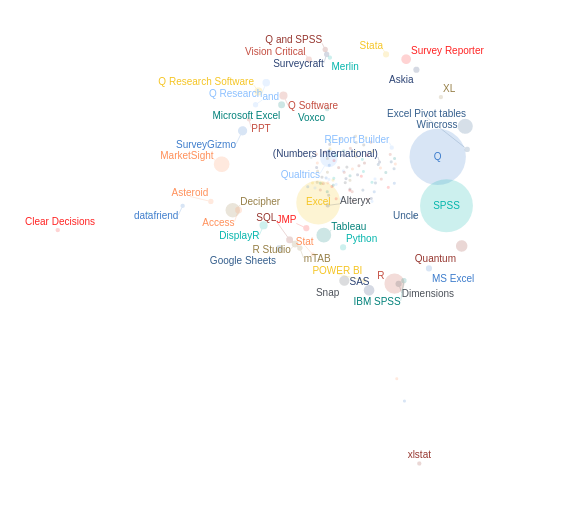 Q and SPSS
Stata
Vision Critical
Survey Reporter
Surveycraft
Merlin
Askia
Q Research Software
XL
Q Research
and
Q Software
Microsoft Excel
Voxco
Excel Pivot tables
PPT
Wincross
SurveyGizmo
REport Builder
MarketSight
(Numbers International)
Q
Qualtrics
Asteroid
Decipher
Excel
Alteryx
SPSS
datafriend
Clear Decisions
Access
SQL
JMP
Uncle
Tableau
DisplayR
Stat
Python
R Studio
Google Sheets
mTAB
Quantum
POWER BI
R
MS Excel
SAS
Snap
IBM SPSS
Dimensions
xlstat